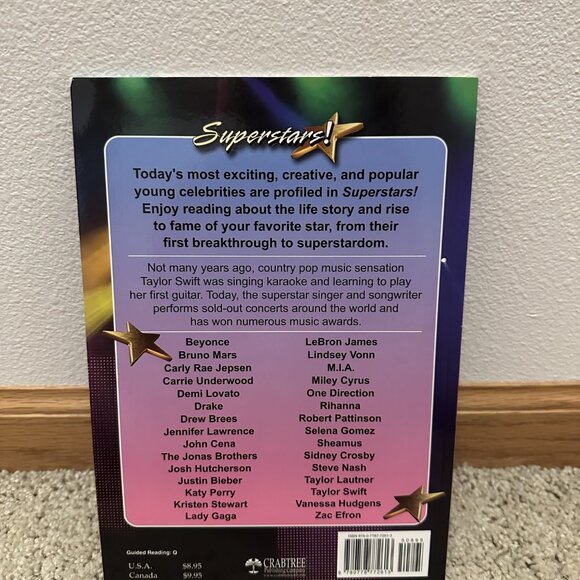 Superstars!
Today's most exciting, creative, and popular
young celebrities are profiled in Superstars!
Enjoy reading about the life story and rise
to fame of your favorite star, from their
first breakthrough to superstardom.
Not many years ago, country pop music sensation
Taylor Swift was singing karaoke and learning to play
her first guitar. Today, the superstar singer and songwriter
performs sold-out concerts around the world and
has won numerous music awards.
Beyonce
Bruno Mars
Carly Rae Jepsen
Carrie Underwood
Demi Lovato
Drake
Drew Brees
Jennifer Lawrence
John Cena
The Jonas Brothers
Josh Hutcherson
Justin Bieber
Katy Perry
Kristen Stewart
Lady Gaga
LeBron James
Lindsey Vonn
M.I.A.
Miley Cyrus
One Direction
Rihanna
Robert Pattinson
Selena Gomez
Sheamus
Sidney Crosby
Steve Nash
Taylor Lautner
Taylor Swift
Vanessa Hudgens
Zac Efron
Guided Reading: Q
U.S.A. $8.95
Canada $9.95
CRABTREE
Publishing Company
ISBN
50895